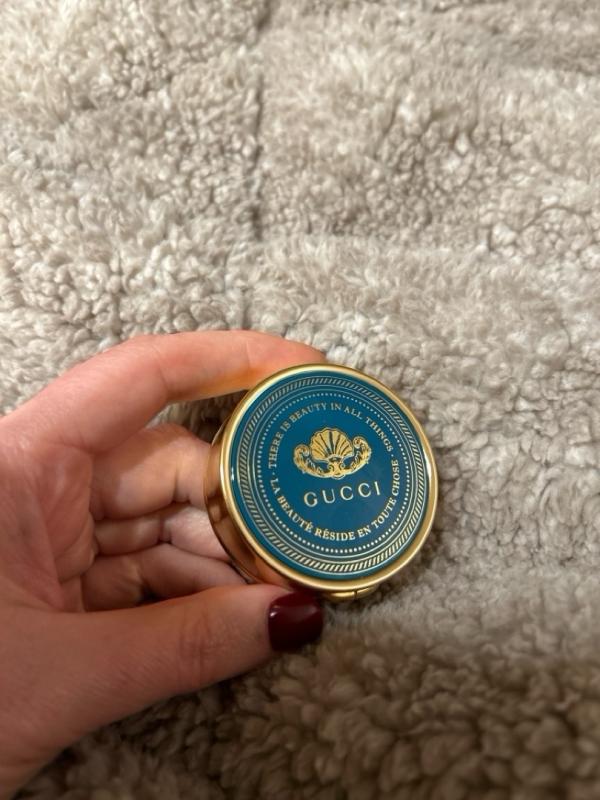 · THERE IS BEAUTY IN ALL THINGS ·
GUCCI
LA BEAUTÉ RÉSIDE EN TOUTE CHOSE